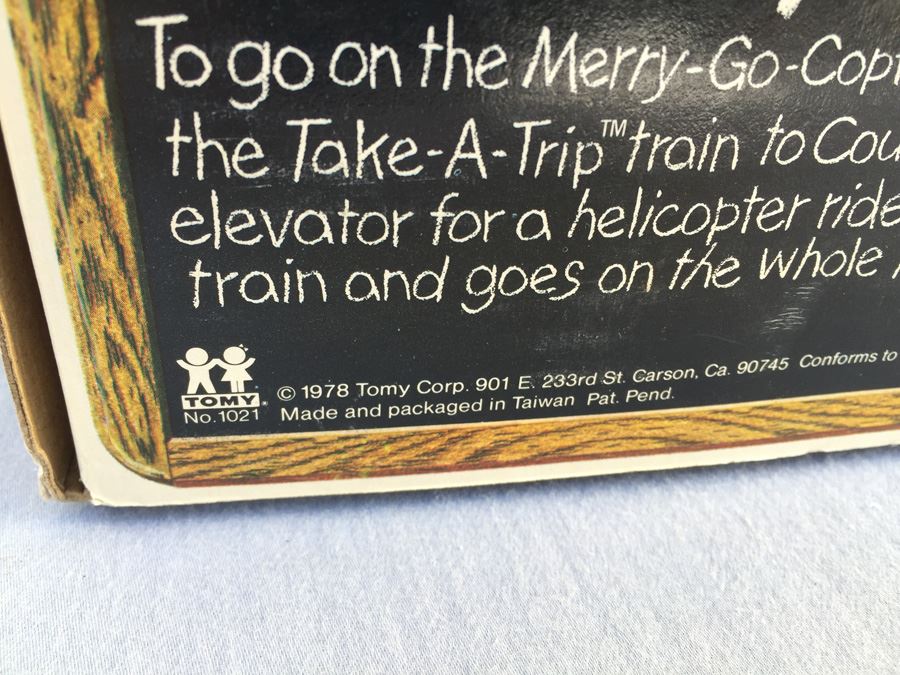 To go on the Merry-Go-Copt
the Take-A-Trip™ train to Cou
elevator for a helicopter ride
train and goes on the whole
TOMY
No. 1021
© 1978 Tomy Corp. 901 E. 233rd St. Carson, Ca. 90745 Conforms to
Made and packaged in Taiwan Pat. Pend.